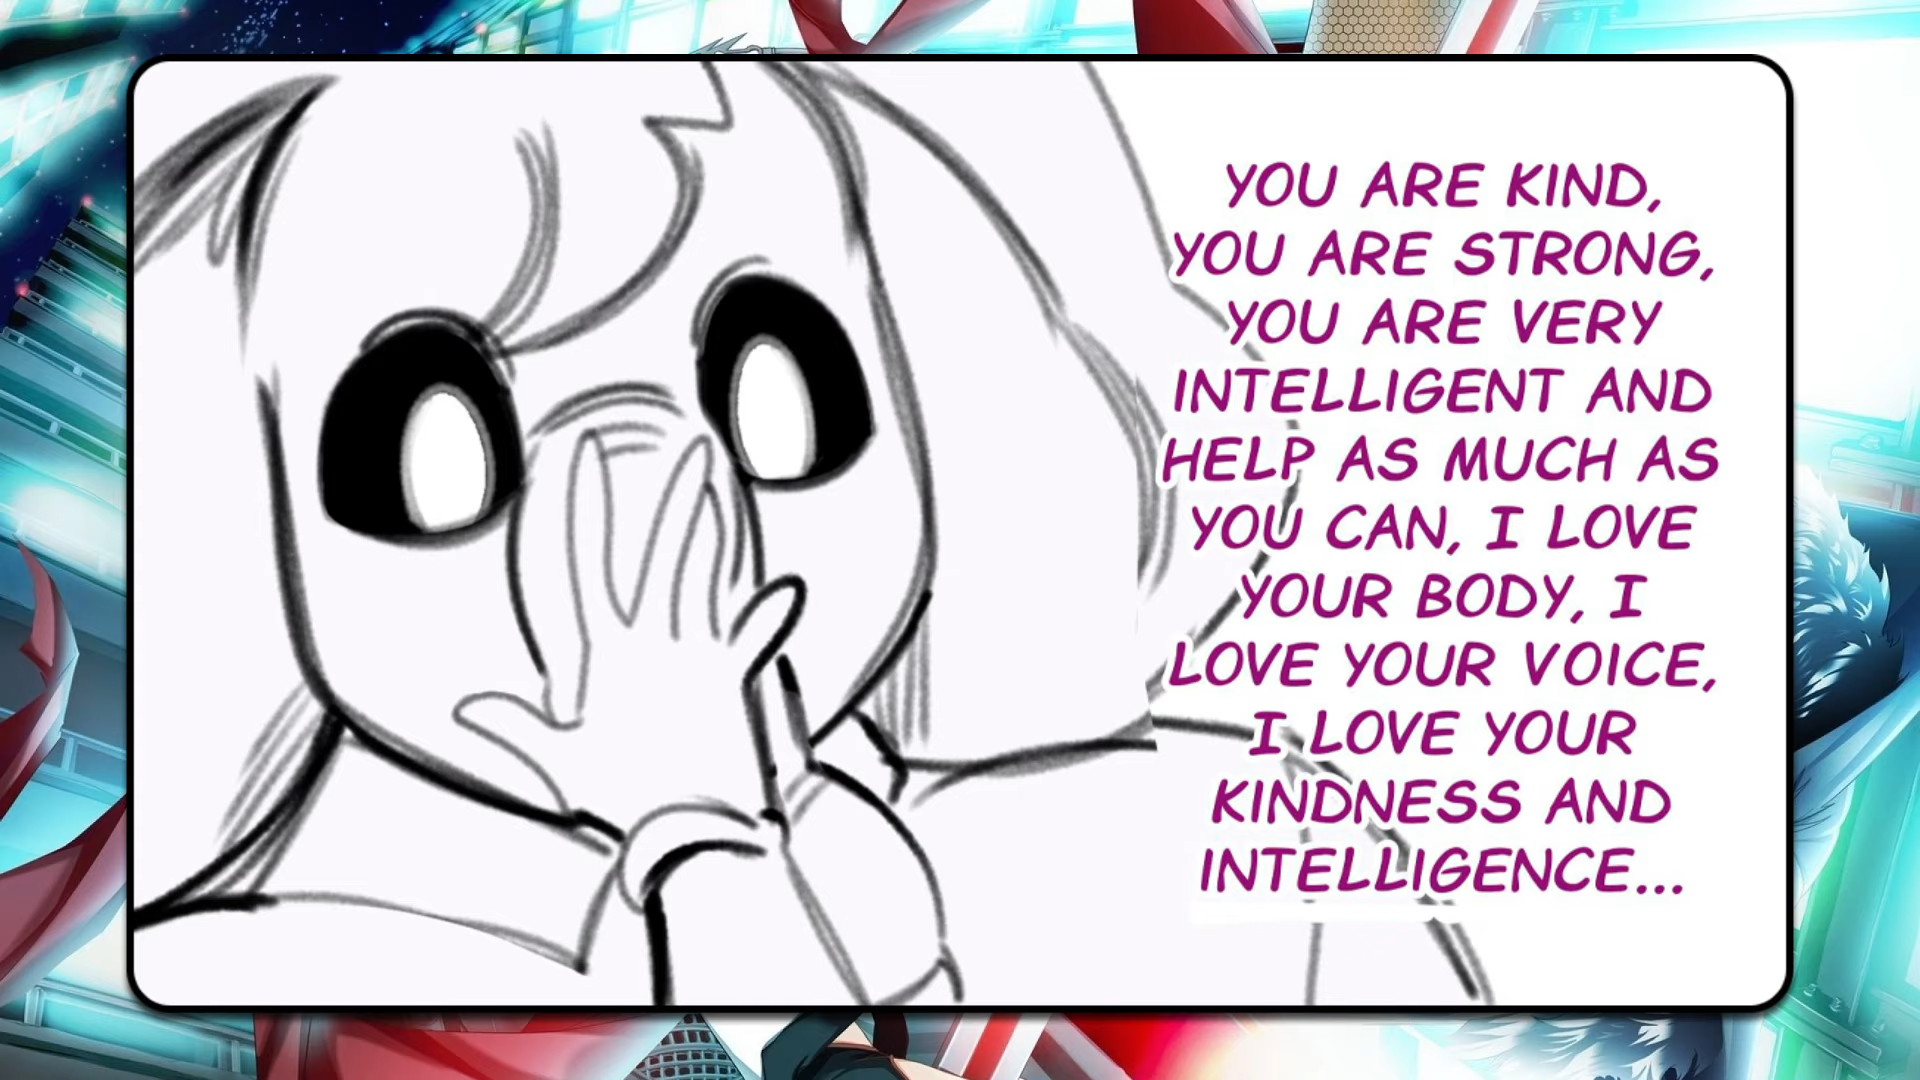 YOU ARE KIND,
YOU ARE STRONG,
YOU ARE VERY
INTELLIGENT AND
HELP AS MUCH AS
YOU CAN, I LOVE
YOUR BODY, I
LOVE YOUR VOICE,
I LOVE YOUR
KINDNESS AND
INTELLIGENCE...